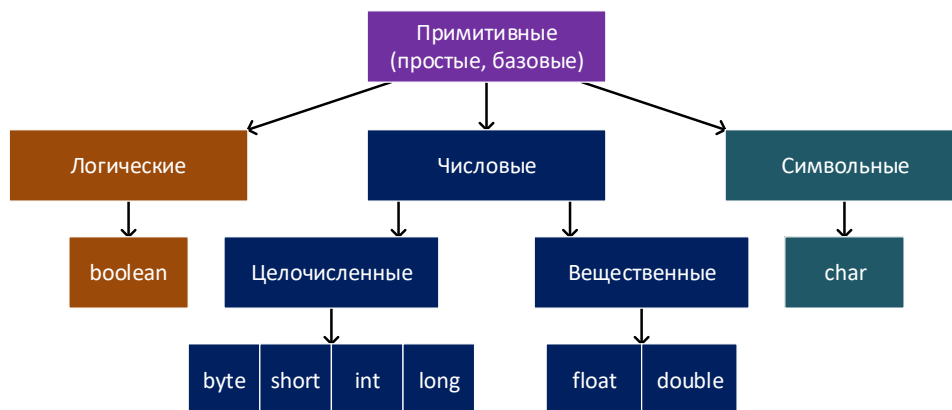 Примитивные
(простые, базовые)
Логические
Числовые
Символьные
boolean
Целочисленные
Вещественные
char
byte
short
int
long
float
double